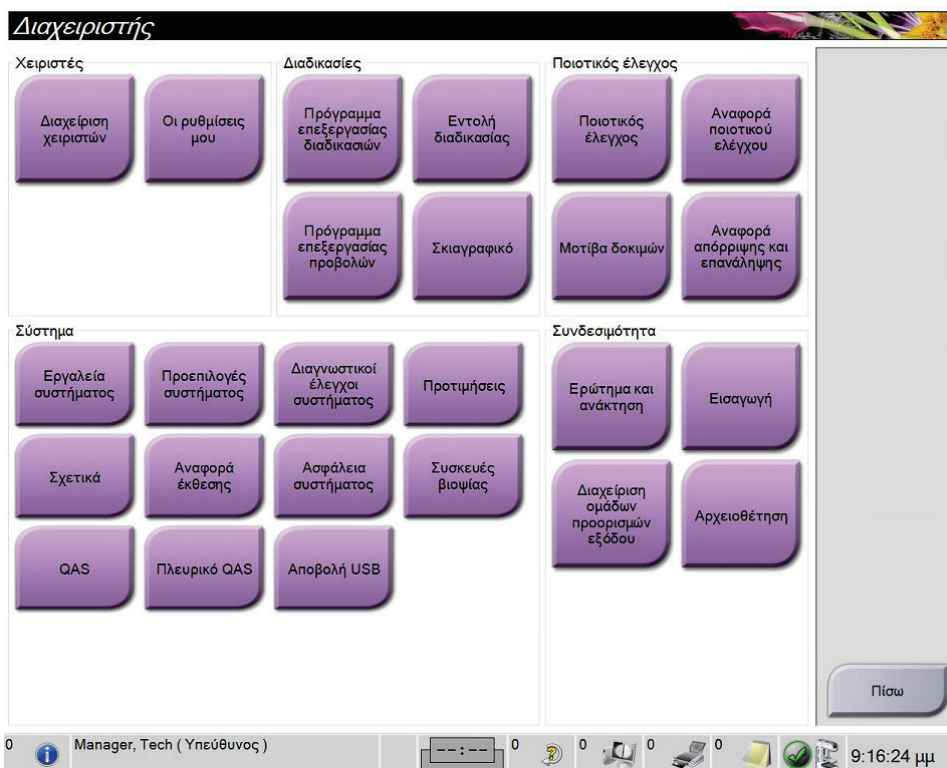 Διαχειριστής
Χειριστές
Διαχείριση
χειριστών
Οι ρυθμίσεις
μου
Διαδικασίες
Πρόγραμμα
επεξεργασίας
διαδικασιών
Εντολή
διαδικασίας
Πρόγραμμα
επεξεργασίας
προβολών
Σκιαγραφικό
Ποιοτικός έλεγχος
Ποιοτικός
έλεγχος
Αναφορά
ποιοτικού
ελέγχου
Μοτίβα δοκιμών
Αναφορά
απόρριψης και
επανάληψης
Σύστημα
Εργαλεία
συστήματος
Προεπιλογές
συστήματος
Διαγνωστικοί
έλεγχοι
συστήματος
Προτιμήσεις
Σχετικά
Αναφορά
έκθεσης
Ασφάλεια
συστήματος
Συσκευές
βιοψίας
QAS
Πλευρικό QAS
Αποβολή USB
Συνδεσιμότητα
Ερώτημα και
ανάκτηση
Εισαγωγή
Διαχείριση
ομάδων
προορισμών
εξόδου
Αρχειοθέτηση
Πίσω
0
Manager, Tech ( Υπεύθυνος )
--:--
0
0
0
0
9:16:24 μμ